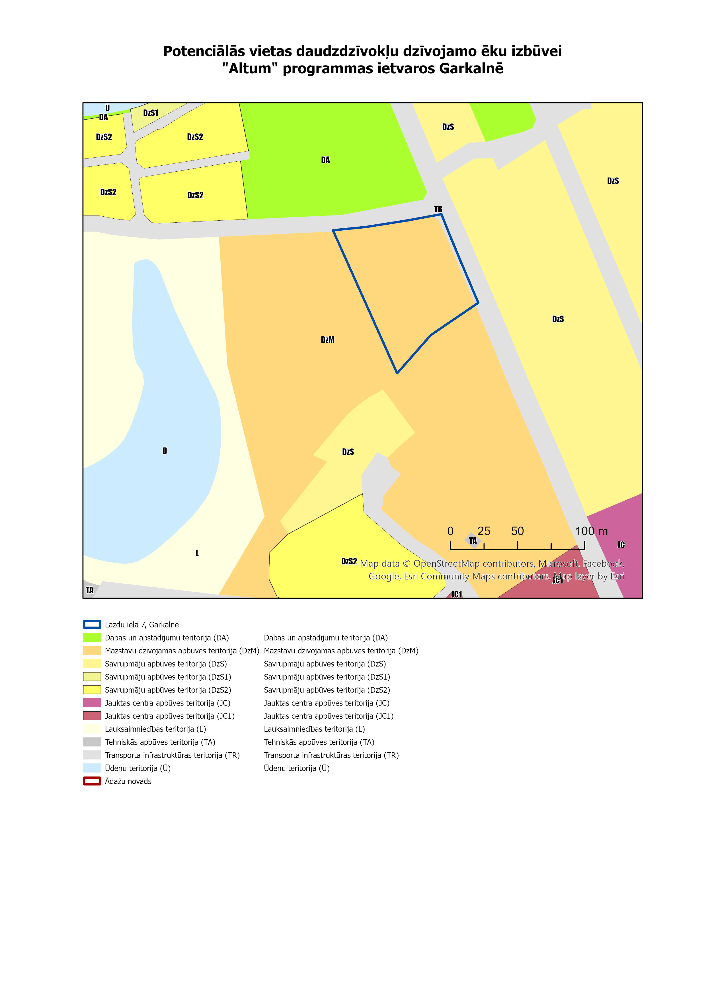 Potenciālās vietas daudzdzīvokļu dzīvojamo ēku izbūvei
"Altum" programmas ietvaros Garkalnē
Ū
DA
DzS1
DzS2
DzS2
DzS
DA
DzS
DzS2
DzS2
TR
DzS
DzM
Ū
DzS
0 25 50 100 m
TA
JC
L
DzS2
Map data © OpenStreetMap contributors, Microsoft, Facebook,
Google, Esri Community Maps contributors, Map layer by Esri
JC1
TA
JC1
Lazdu iela 7, Garkalnē
Dabas un apstādījumu teritorija (DA) Dabas un apstādījumu teritorija (DA)
Mazstāvu dzīvojamās apbūves teritorija (DzM) Mazstāvu dzīvojamās apbūves teritorija (DzM)
Savrupmāju apbūves teritorija (DzS) Savrupmāju apbūves teritorija (DzS)
Savrupmāju apbūves teritorija (DzS1) Savrupmāju apbūves teritorija (DzS1)
Savrupmāju apbūves teritorija (DzS2) Savrupmāju apbūves teritorija (DzS2)
Jauktas centra apbūves teritorija (JC) Jauktas centra apbūves teritorija (JC)
Jauktas centra apbūves teritorija (JC1) Jauktas centra apbūves teritorija (JC1)
Lauksaimniecības teritorija (L) Lauksaimniecības teritorija (L)
Tehniskās apbūves teritorija (TA) Tehniskās apbūves teritorija (TA)
Transporta infrastruktūras teritorija (TR) Transporta infrastruktūras teritorija (TR)
Ūdeņu teritorija (Ū) Ūdeņu teritorija (Ū)
Ādažu novads